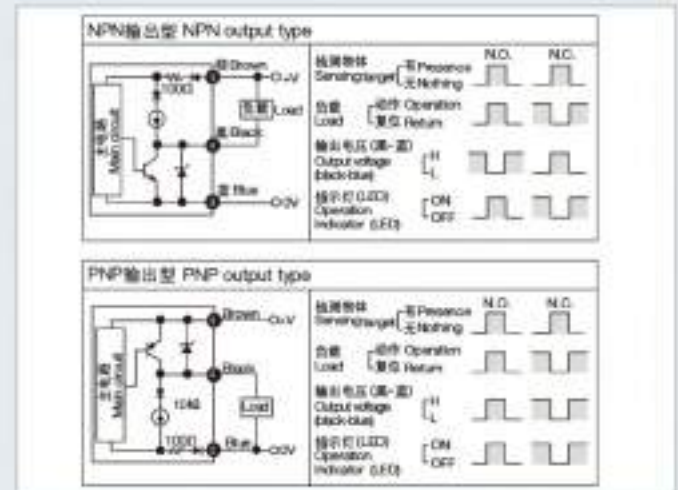 NPN输出型 NPN output type
棕 Brown
+V
100Ω
负载 Load
黑 Black
主电路
Main circuit
蓝 Blue
0V
N.O. N.C.
检测物体 有 Presence
Sensing target 无 Nothing
负载 动作 Operation
Load 复位 Return
输出电压 (黑-蓝) H
Output voltage
(black-blue) L
指示灯 (LED) ON
Operation OFF
Indicator (LED)
PNP输出型 PNP output type
Brown
+V
Black
主电路
Main circuit
Load
100Ω
Blue
0V
N.O. N.C.
检测物体 有 Presence
Sensing target 无 Nothing
负载 动作 Operation
Load 复位 Return
输出电压 (黑-蓝) H
Output voltage
(black-blue) L
指示灯 (LED) ON
Operation OFF
Indicator (LED)